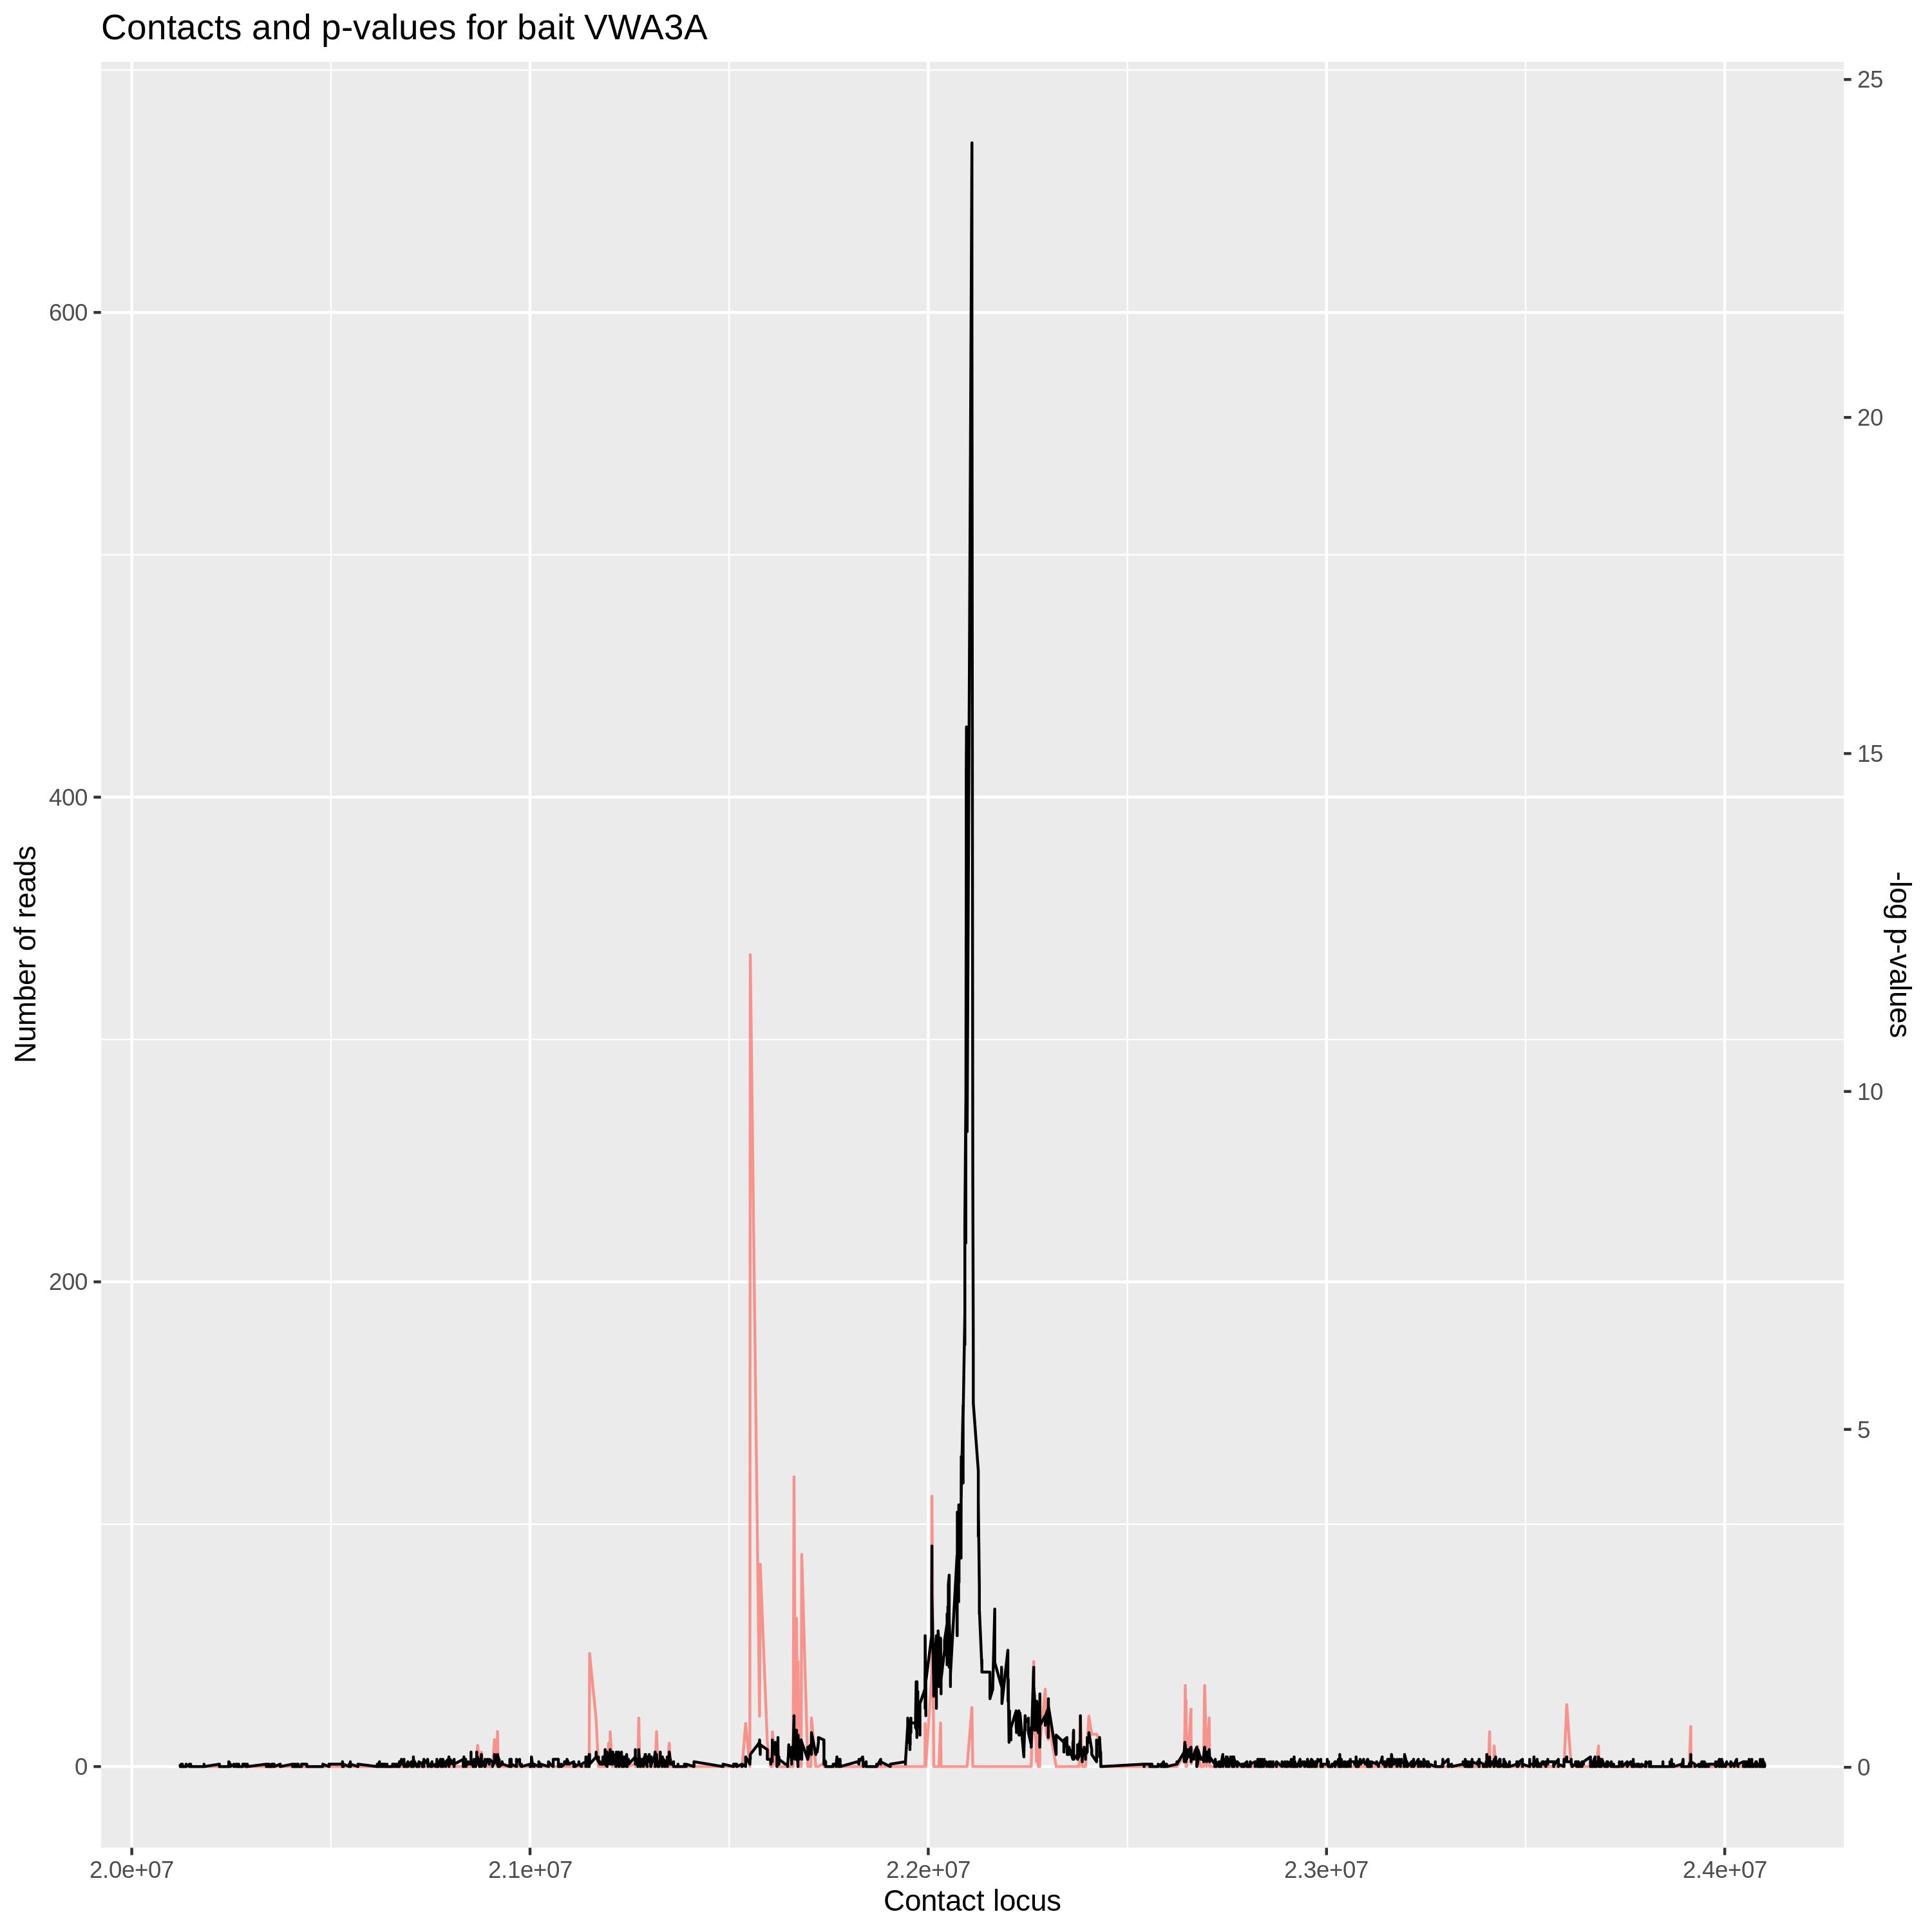 Contacts and p-values for bait VWA3A
25
600
20
400
15
Number of reads
-log p-values
10
200
5
0
0
2.0e+07
2.1e+07
2.2e+07
2.3e+07
2.4e+07
Contact locus